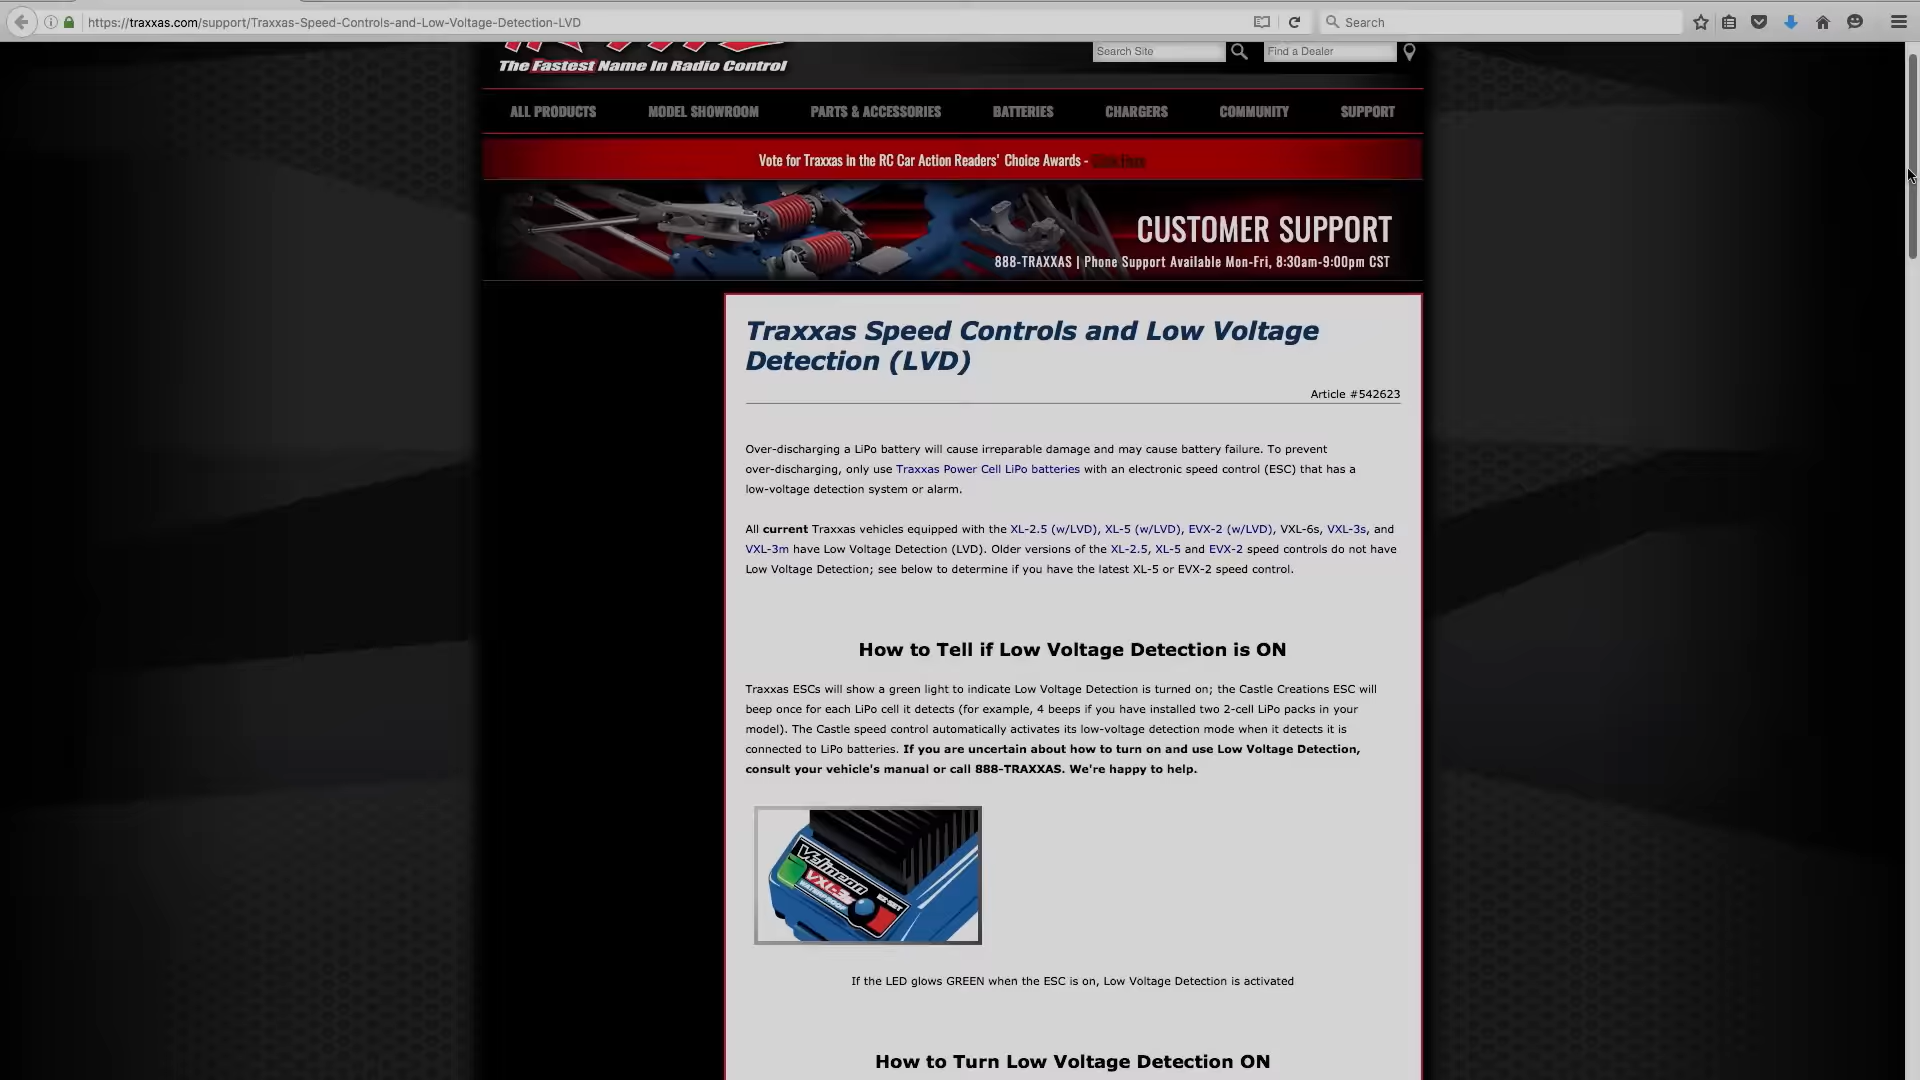 https://traxxas.com/support/Traxxas-Speed-Controls-and-Low-Voltage-Detection-LVD
Search
The Fastest Name In Radio Control
Search Site
Find a Dealer
ALL PRODUCTS MODEL SHOWROOM PARTS & ACCESSORIES BATTERIES CHARGERS COMMUNITY SUPPORT
Vote for Traxxas in the RC Car Action Readers' Choice Awards - Click Here
CUSTOMER SUPPORT
888-TRAXXAS | Phone Support Available Mon-Fri, 8:30am-9:00pm CST
Traxxas Speed Controls and Low Voltage
Detection (LVD)
Article #542623
Over-discharging a LiPo battery will cause irreparable damage and may cause battery failure. To prevent
over-discharging, only use Traxxas Power Cell LiPo batteries with an electronic speed control (ESC) that has a
low-voltage detection system or alarm.
All current Traxxas vehicles equipped with the XL-2.5 (w/LVD), XL-5 (w/LVD), EVX-2 (w/LVD), VXL-6s, VXL-3s, and
VXL-3m have Low Voltage Detection (LVD). Older versions of the XL-2.5, XL-5 and EVX-2 speed controls do not have
Low Voltage Detection; see below to determine if you have the latest XL-5 or EVX-2 speed control.
How to Tell if Low Voltage Detection is ON
Traxxas ESCs will show a green light to indicate Low Voltage Detection is turned on; the Castle Creations ESC will
beep once for each LiPo cell it detects (for example, 4 beeps if you have installed two 2-cell LiPo packs in your
model). The Castle speed control automatically activates its low-voltage detection mode when it detects it is
connected to LiPo batteries. If you are uncertain about how to turn on and use Low Voltage Detection,
consult your vehicle's manual or call 888-TRAXXAS. We're happy to help.
Velineon
VXL-3s
WATERPROOF
EZ-SET
If the LED glows GREEN when the ESC is on, Low Voltage Detection is activated
How to Turn Low Voltage Detection ON